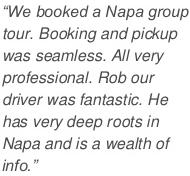 “We booked a Napa group
tour. Booking and pickup
was seamless. All very
professional. Rob our
driver was fantastic. He
has very deep roots in
Napa and is a wealth of
info.”